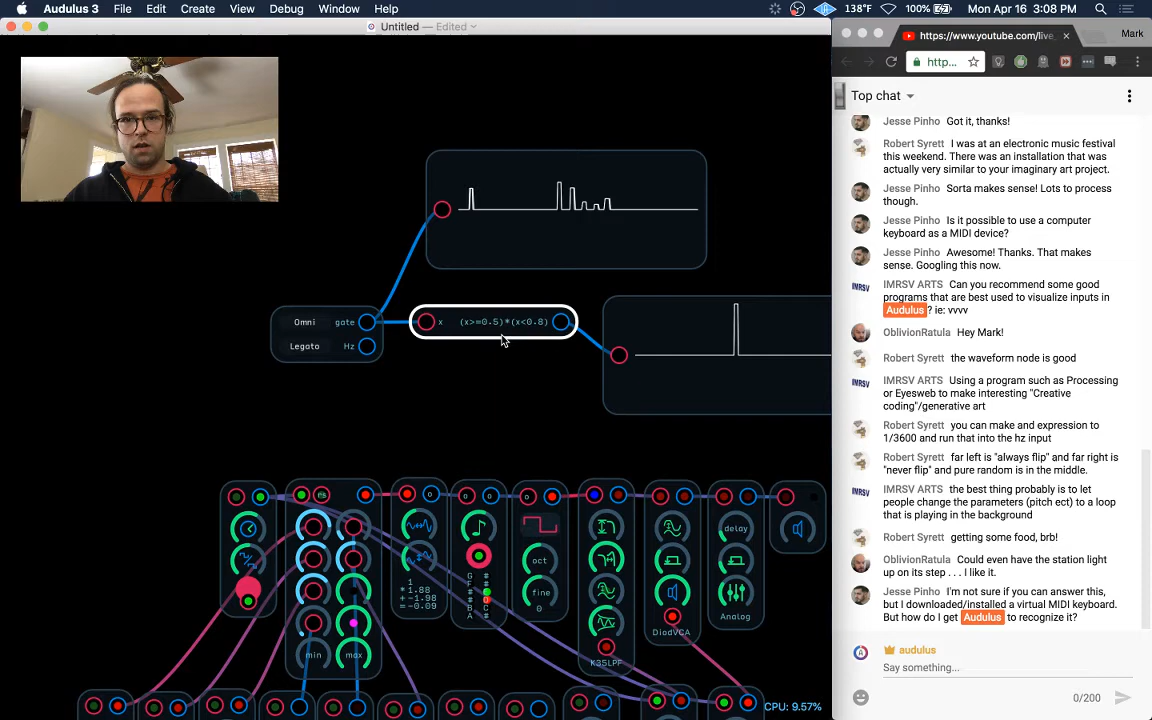 Audulus 3 File Edit Create View Debug Window Help
138°F 100% Mon Apr 16 3:08 PM
Untitled — Edited
https://www.youtube.com/live_
Mark
http...
Top chat
Jesse Pinho Got it, thanks!
Robert Syrett I was at an electronic music festival
this weekend. There was an installation that was
actually very similar to your imaginary art project.
Jesse Pinho Sorta makes sense! Lots to process
though.
Jesse Pinho Is it possible to use a computer
keyboard as a MIDI device?
Jesse Pinho Awesome! Thanks. That makes
sense. Googling this now.
IMRSV ARTS Can you recommend some good
programs that are best used to visualize inputs in
Audulus ? ie: vvvv
OblivionRatula Hey Mark!
Robert Syrett the waveform node is good
IMRSV ARTS Using a program such as Processing
or Eyesweb to make interesting "Creative
coding"/generative art
Robert Syrett you can make and expression to
1/3600 and run that into the hz input
Robert Syrett far left is "always flip" and far right is
"never flip" and pure random is in the middle.
IMRSV ARTS the best thing probably is to let
people change the parameters (pitch ect) to a loop
that is playing in the background
Robert Syrett getting some food, brb!
OblivionRatula Could even have the station light
up on its step . . . I like it.
Jesse Pinho I'm not sure if you can answer this,
but I downloaded/installed a virtual MIDI keyboard.
But how do I get Audulus to recognize it?
audulus
Say something...
0/200
Omni gate
Legato Hz
x (x>=0.5)*(x<0.8)
min max
1
*1.88
+-1.98
=-0.09
G #
F #
# #
B C
A
oct
fine
0
K35LPF
DiodVCA
delay
Analog
CPU: 9.57%